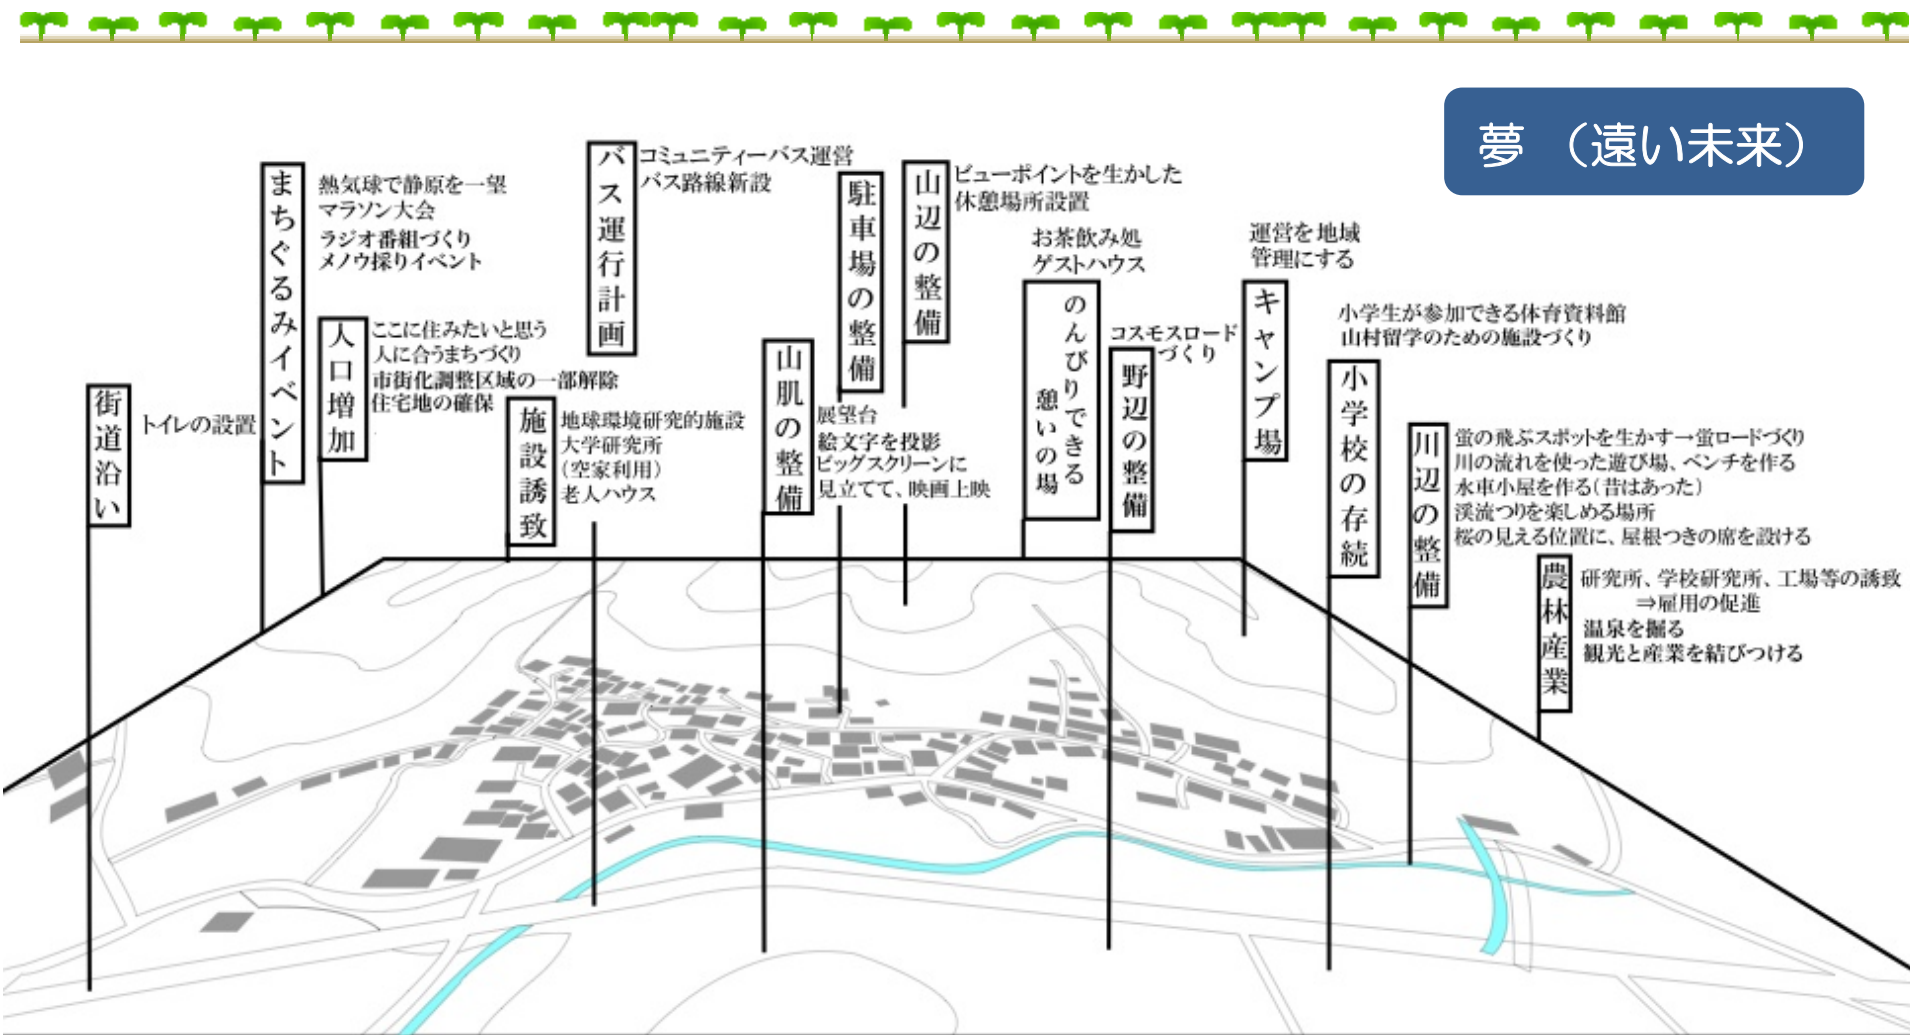 夢 （遠い未来）
街道沿い
トイレの設置
まちぐるみイベント
熱気球で静原を一望
マラソン大会
ラジオ番組づくり
メノウ採りイベント
人口増加
ここに住みたいと思う
人に合うまちづくり
市街化調整区域の一部解除
住宅地の確保
施設誘致
地球環境研究的施設
大学研究所
（空家利用）
老人ハウス
バス運行計画
コミュニティーバス運営
バス路線新設
山肌の整備
展望台
絵文字を投影
ビッグスクリーンに
見立てて、映画上映
駐車場の整備
山辺の整備
ビューポイントを生かした
休憩場所設置
お茶飲み処
ゲストハウス
のんびりできる
憩いの場
コスモスロード
づくり
野辺の整備
運営を地域
管理にする
キャンプ場
小学生が参加できる体育資料館
山村留学のための施設づくり
小学校の存続
川辺の整備
蛍の飛ぶスポットを生かす→蛍ロードづくり
川の流れを使った遊び場、ベンチを作る
水車小屋を作る（昔はあった）
渓流つりを楽しめる場所
桜の見える位置に、屋根つきの席を設ける
農林産業
研究所、学校研究所、工場等の誘致
⇒雇用の促進
温泉を掘る
観光と産業を結びつける